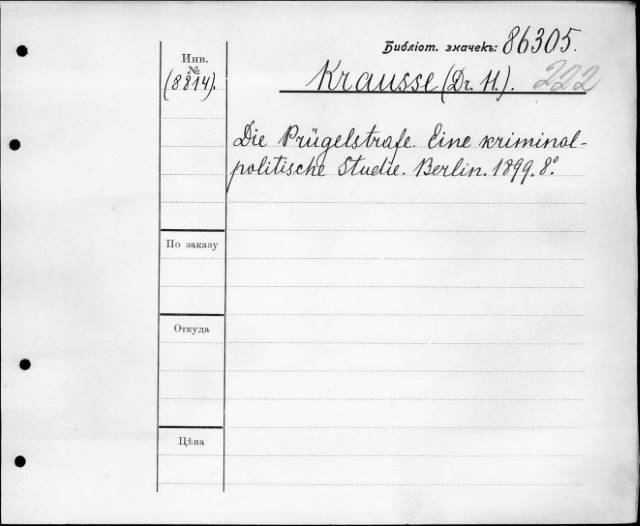 Библіот. значекъ: 86305.
Инв.
№
(8814).
Krausse (Dr. H.). 222
Die Prügelstrafe. Eine kriminal-
politische Studie. Berlin. 1899. 8°
По заказу
Откуда
Цѣна